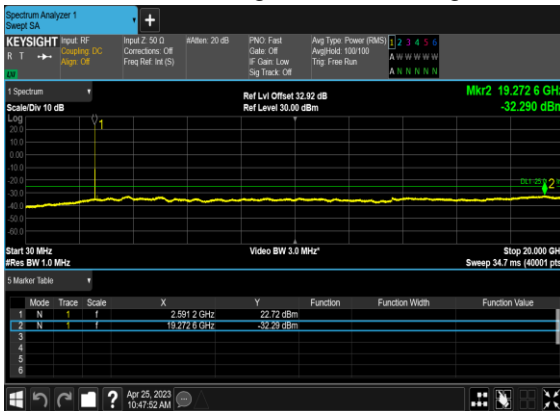 Spectrum Analyzer 1
Swept SA
KEYSIGHT Input: RF Input Z: 50 Ω #Atten: 20 dB PNO: Fast Avg Type: Power (RMS) 1 2 3 4 5 6
R T Coupling: DC Corrections: Off Gate: Off Avg|Hold: 100/100 A W W W W W
Align: Off Freq Ref: Int (S) IF Gain: Low Trig: Free Run
Sig Track: Off A N N N N N
1 Spectrum Ref Lvl Offset 32.92 dB Mkr2 19.272 6 GHz
Scale/Div 10 dB Ref Level 30.00 dBm -32.290 dBm
Log
20.0
10.0
0.00
-10.0
-20.0
-30.0
-40.0
-50.0
-60.0
1
2
Start 30 MHz Video BW 3.0 MHz* Stop 20.000 GHz
#Res BW 1.0 MHz Sweep 34.7 ms (40001 pts)
5 Marker Table
Mode Trace Scale X Y Function Function Width Function Value
1 N 1 f 2.591 2 GHz 22.72 dBm
2 N 1 f 19.272 6 GHz -32.29 dBm
3
4
5
6
? Apr 25, 2023
10:47:52 AM